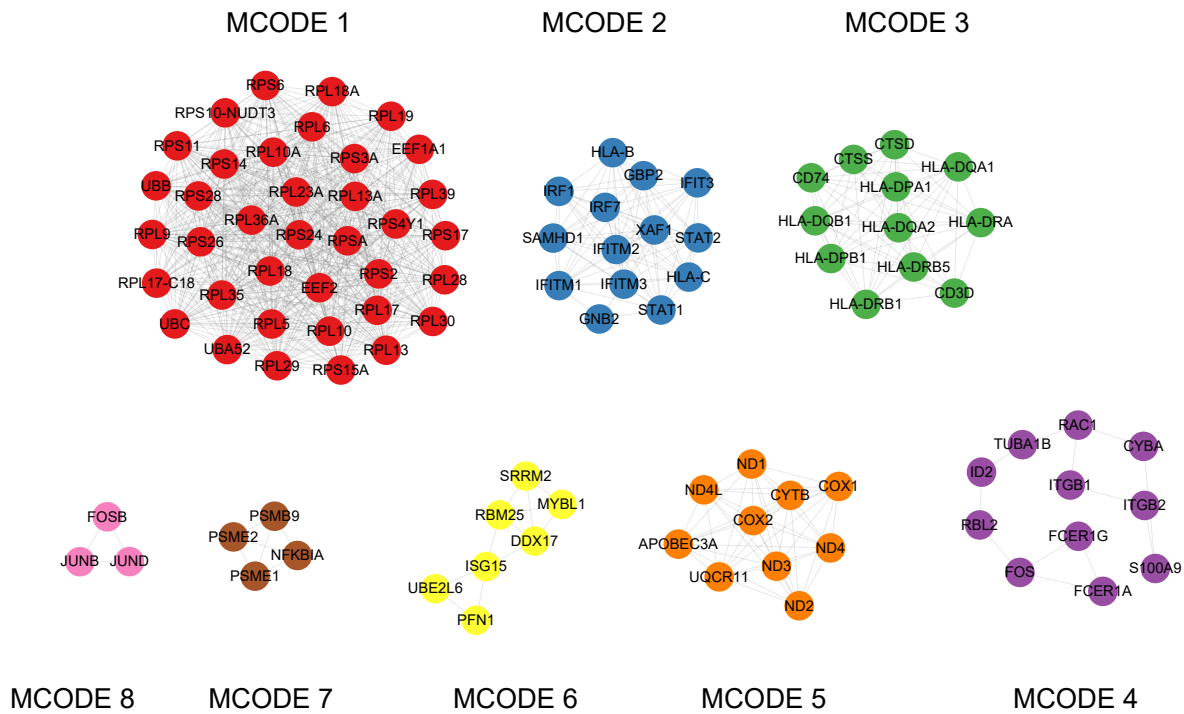 MCODE 1
MCODE 2
MCODE 3
RPS6
RPL18A
RPS10-NUDT3
RPL19
RPL6
RPS11
EEF1A1
RPL10A
RPS14
RPS3A
UBB
RPS28
RPL23A
RPL13A
RPL39
RPL36A
RPS4Y1
RPL9
RPS26
RPS24
RPSA
RPS17
RPL17-C18
RPL18
RPS2
RPL28
RPL35
EEF2
UBC
RPL5
RPL10
RPL17
RPL30
UBA52
RPL29
RPS15A
RPL13
HLA-B
GBP2
IFIT3
IRF1
IRF7
SAMHD1
XAF1
STAT2
IFITM2
IFITM1
IFITM3
HLA-C
GNB2
STAT1
CTSD
CTSS
HLA-DQA1
CD74
HLA-DPA1
HLA-DQB1
HLA-DQA2
HLA-DRA
HLA-DPB1
HLA-DRB5
HLA-DRB1
CD3D
FOSB
JUNB
JUND
PSMB9
PSME2
NFKBIA
PSME1
SRRM2
MYBL1
RBM25
DDX17
ISG15
UBE2L6
PFN1
ND1
ND4L
CYTB
COX1
COX2
APOBEC3A
ND4
UQCR11
ND3
ND2
RAC1
TUBA1B
CYBA
ID2
ITGB1
ITGB2
RBL2
FCER1G
FOS
S100A9
FCER1A
MCODE 8
MCODE 7
MCODE 6
MCODE 5
MCODE 4